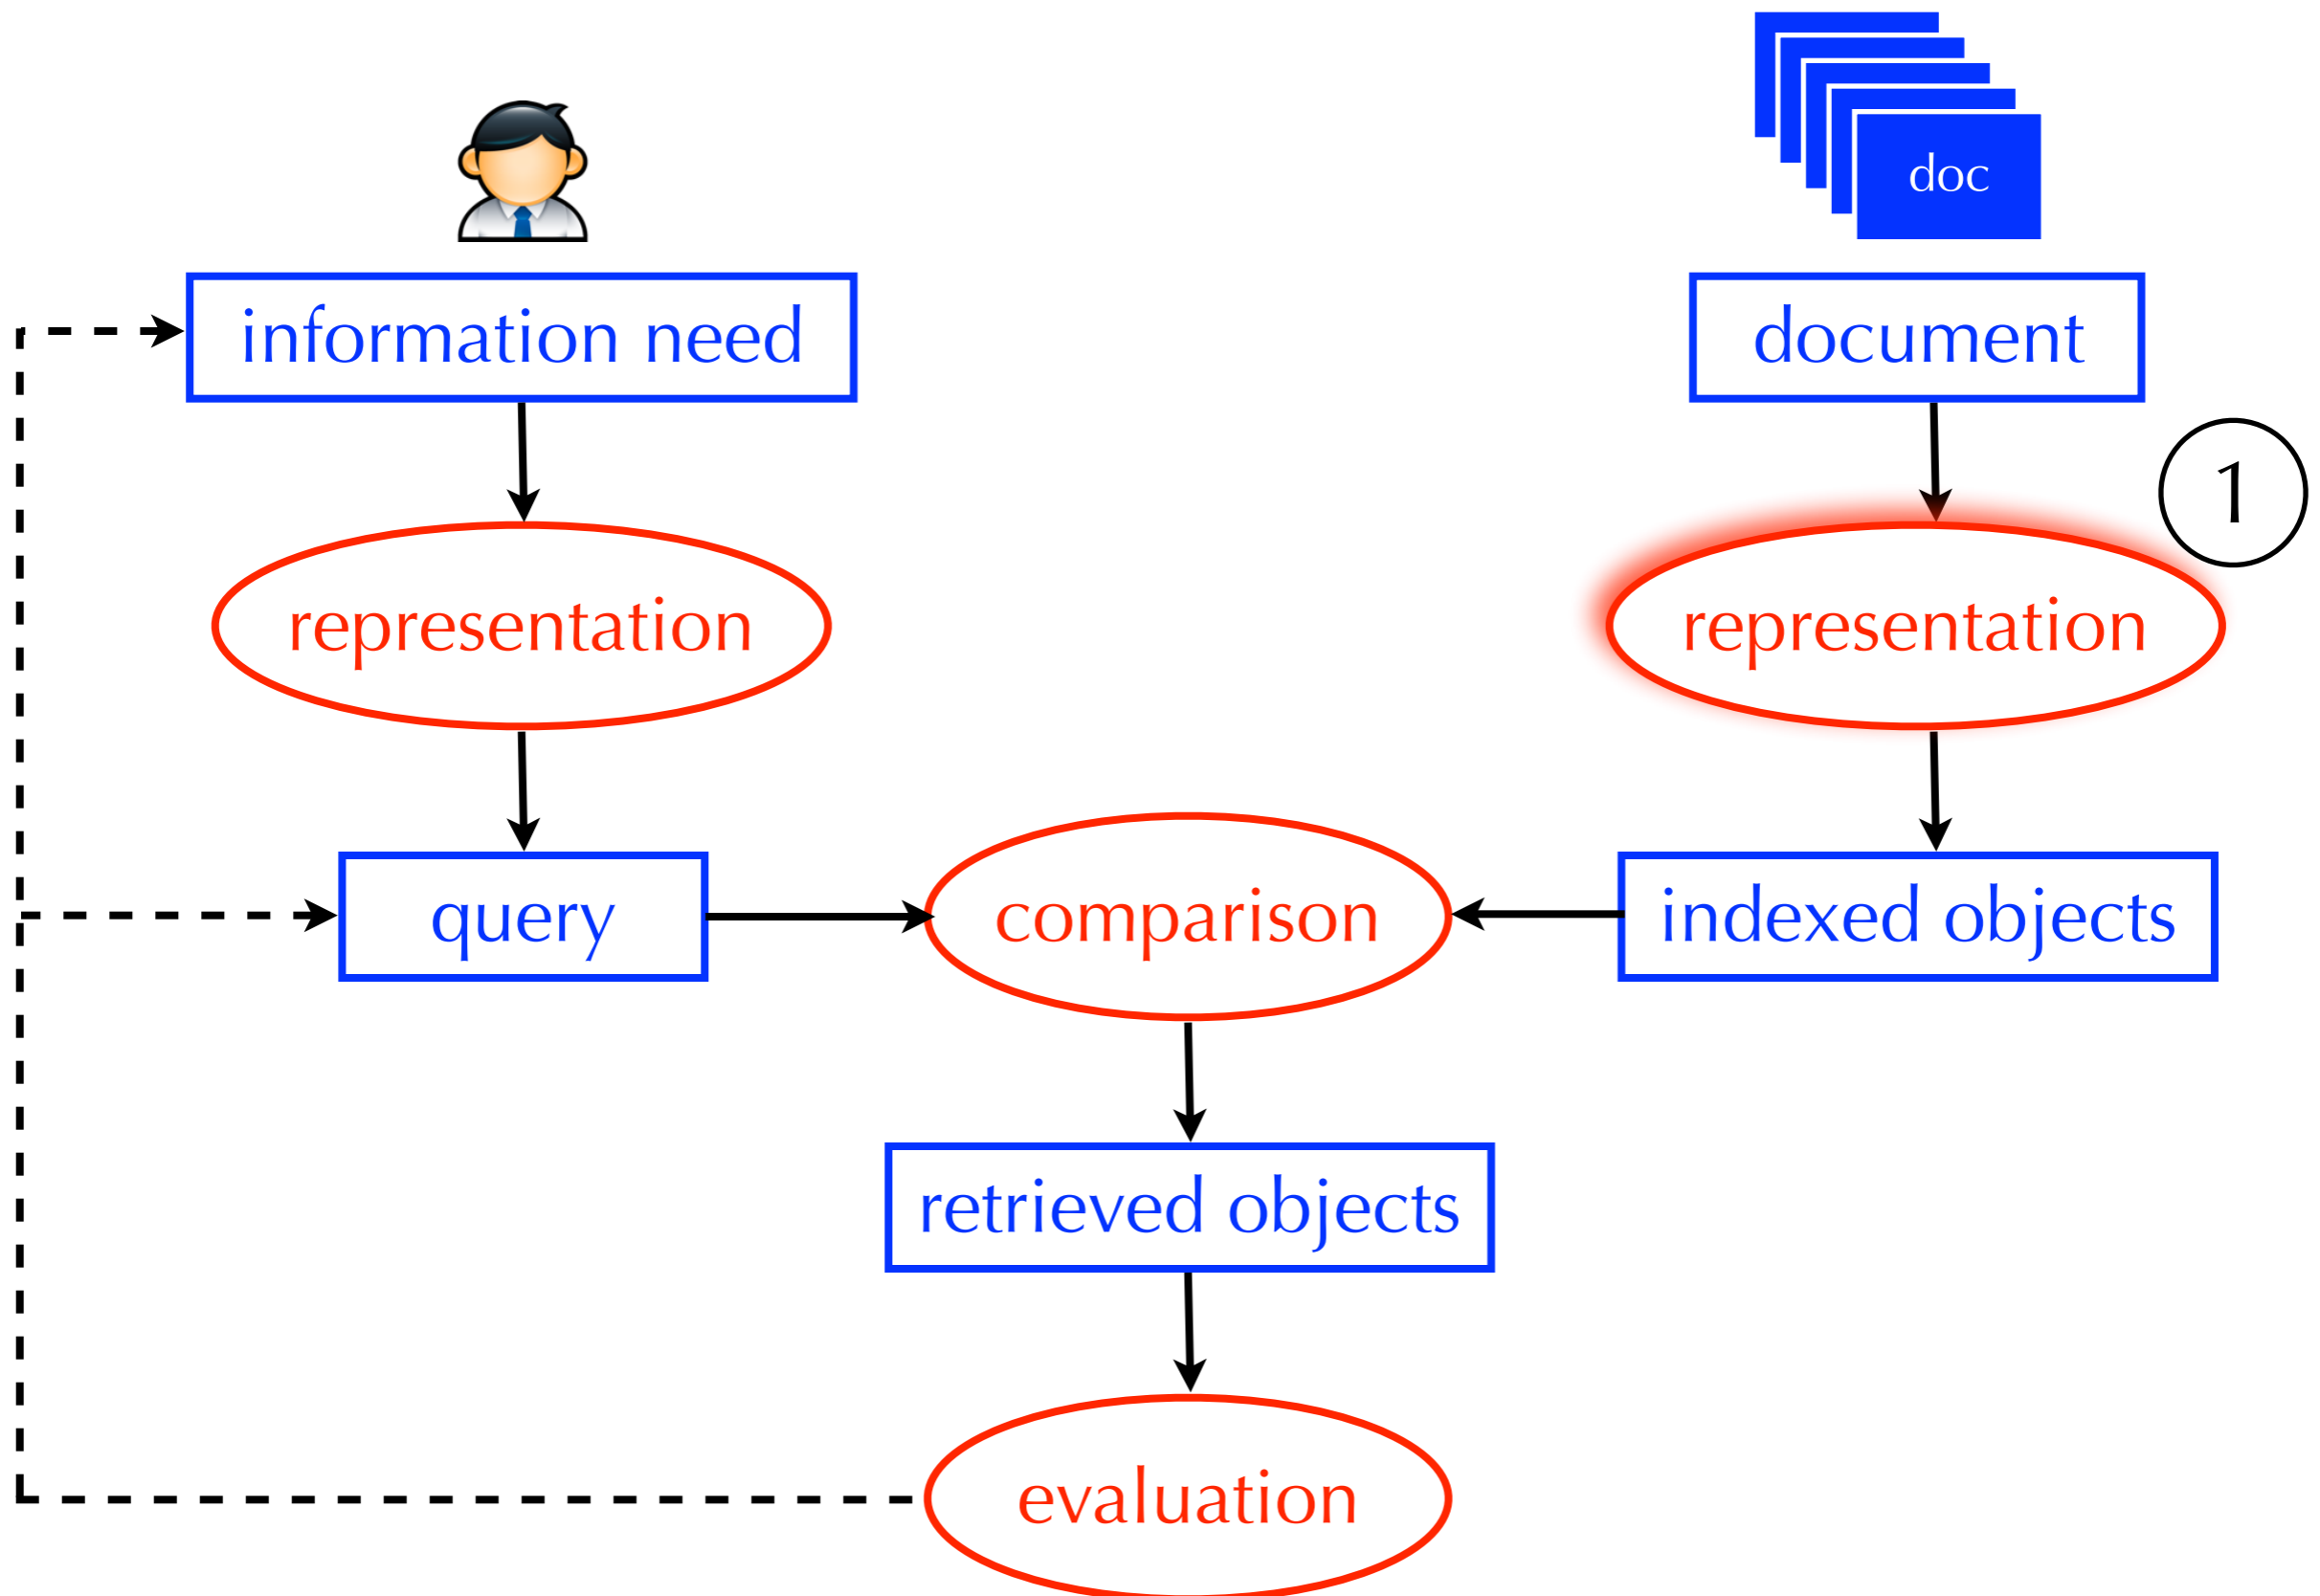 doc
information need
document
1
representation
representation
query
comparison
indexed objects
retrieved objects
evaluation